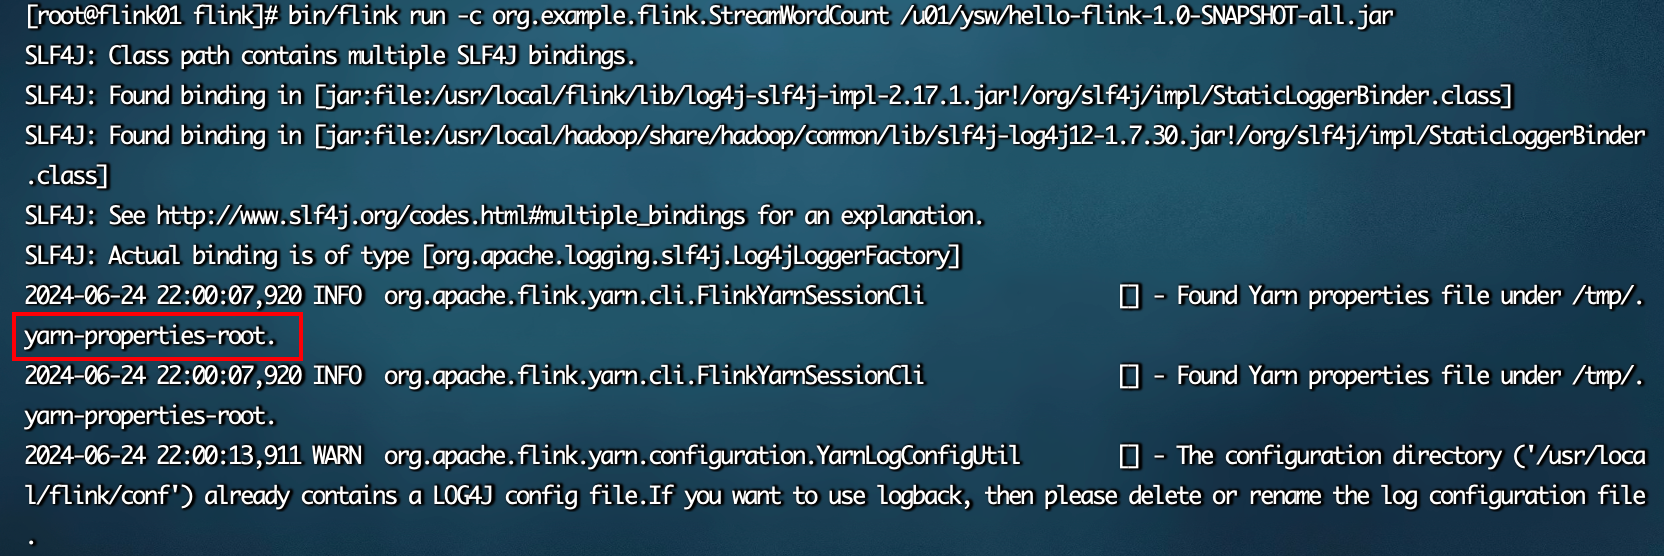 [root@flink01 flink]# bin/flink run -c org.example.flink.StreamWordCount /u01/ysw/hello-flink-1.0-SNAPSHOT-all.jar
SLF4J: Class path contains multiple SLF4J bindings.
SLF4J: Found binding in [jar:file:/usr/local/flink/lib/log4j-slf4j-impl-2.17.1.jar!/org/slf4j/impl/StaticLoggerBinder.class]
SLF4J: Found binding in [jar:file:/usr/local/hadoop/share/hadoop/common/lib/slf4j-log4j12-1.7.30.jar!/org/slf4j/impl/StaticLoggerBinder
.class]
SLF4J: See http://www.slf4j.org/codes.html#multiple_bindings for an explanation.
SLF4J: Actual binding is of type [org.apache.logging.slf4j.Log4jLoggerFactory]
2024-06-24 22:00:07,920 INFO  org.apache.flink.yarn.cli.FlinkYarnSessionCli                [] - Found Yarn properties file under /tmp/.
yarn-properties-root.
2024-06-24 22:00:07,920 INFO  org.apache.flink.yarn.cli.FlinkYarnSessionCli                [] - Found Yarn properties file under /tmp/.
yarn-properties-root.
2024-06-24 22:00:13,911 WARN  org.apache.flink.yarn.configuration.YarnLogConfigUtil        [] - The configuration directory ('/usr/loca
l/flink/conf') already contains a LOG4J config file.If you want to use logback, then please delete or rename the log configuration file
.